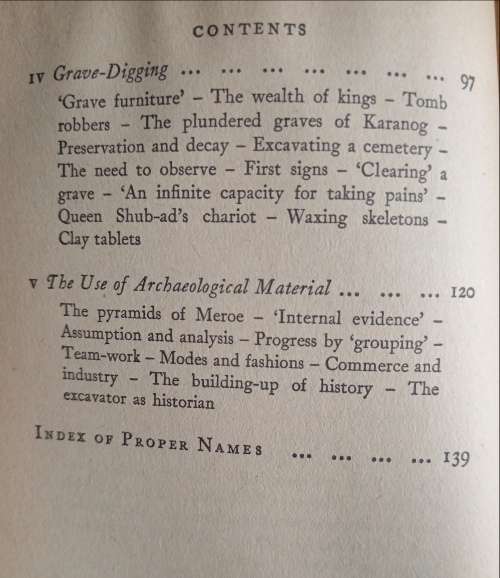 CONTENTS
IV Grave-Digging ... ... ... ... ... ... ... 97
'Grave furniture' – The wealth of kings – Tomb
robbers – The plundered graves of Karanog –
Preservation and decay – Excavating a cemetery –
The need to observe – First signs – 'Clearing' a
grave – 'An infinite capacity for taking pains' –
Queen Shub-ad's chariot – Waxing skeletons –
Clay tablets
V The Use of Archaeological Material ... ... ... 120
The pyramids of Meroe – 'Internal evidence' –
Assumption and analysis – Progress by 'grouping' –
Team-work – Modes and fashions – Commerce and
industry – The building-up of history – The
excavator as historian
INDEX OF PROPER NAMES ... ... ... ... 139